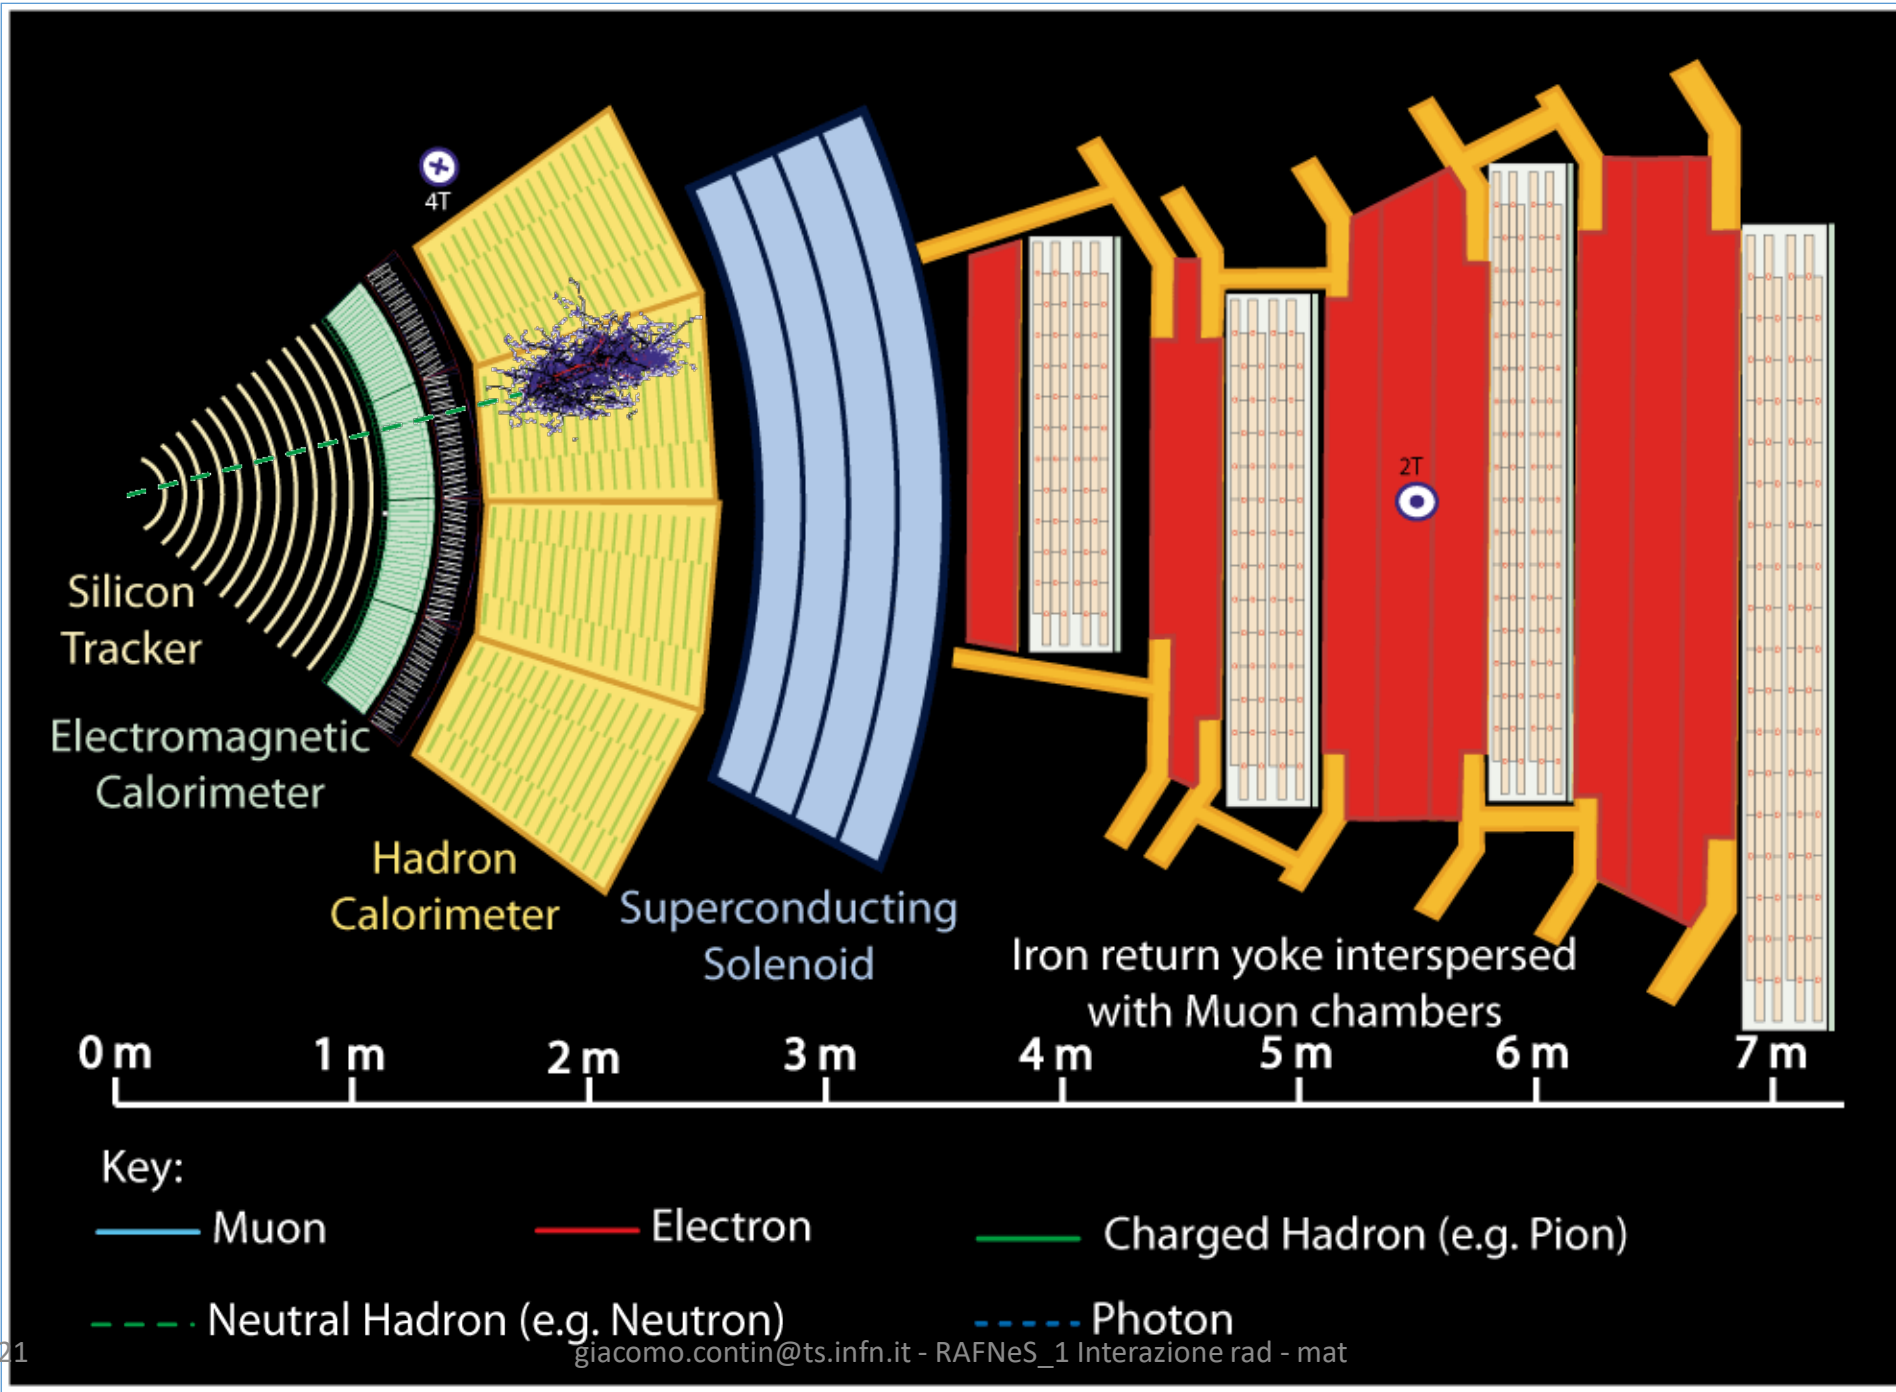 4T
2T
Silicon
Tracker
Electromagnetic
Calorimeter
Hadron
Calorimeter
Superconducting
Solenoid
Iron return yoke interspersed
with Muon chambers
0 m 1 m 2 m 3 m 4 m 5 m 6 m 7 m
Key:
Muon Electron Charged Hadron (e.g. Pion)
Neutral Hadron (e.g. Neutron) Photon
21 giacomo.contin@ts.infn.it - RAFNeS_1 Interazione rad - mat